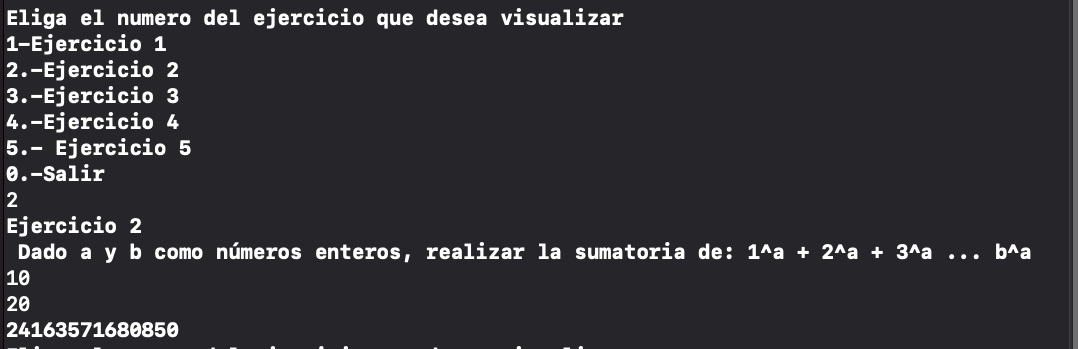 Eliga el numero del ejercicio que desea visualizar
1-Ejercicio 1
2.-Ejercicio 2
3.-Ejercicio 3
4.-Ejercicio 4
5.- Ejercicio 5
0.-Salir
2
Ejercicio 2
Dado a y b como números enteros, realizar la sumatoria de: 1^a + 2^a + 3^a ... b^a
10
20
24163571680850